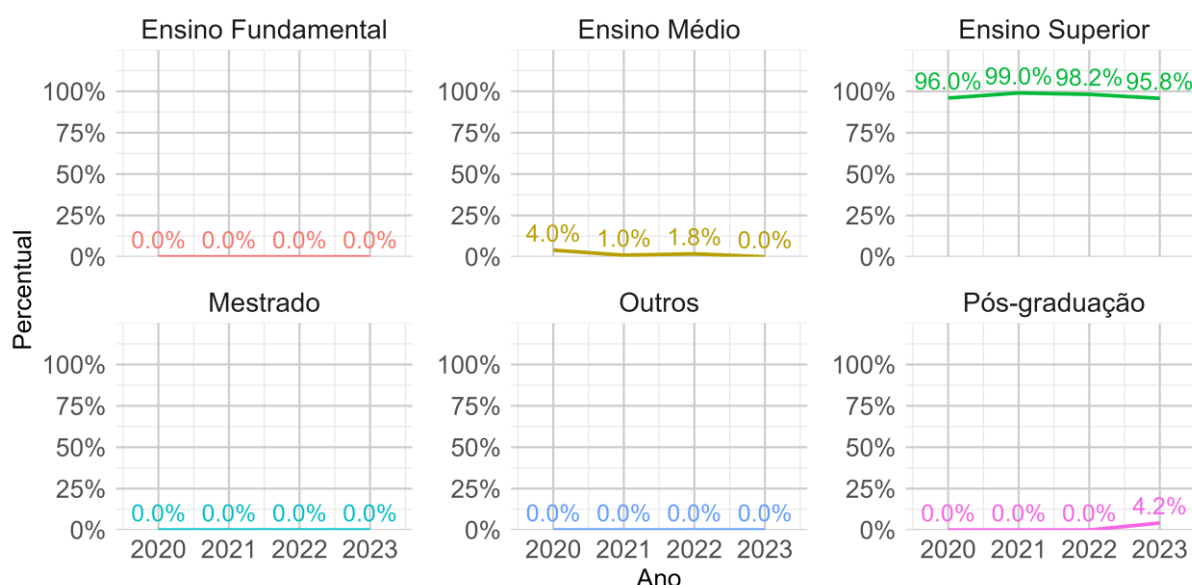 Ensino Fundamental
Ensino Médio
Ensino Superior
100%
75%
50%
25%
0%
0.0% 0.0% 0.0% 0.0%
100%
75%
50%
25%
0%
4.0% 1.0% 1.8% 0.0%
100%
75%
50%
25%
0%
96.0% 99.0% 98.2% 95.8%
Percentual
Mestrado
Outros
Pós-graduação
100%
75%
50%
25%
0%
0.0% 0.0% 0.0% 0.0%
2020 2021 2022 2023
100%
75%
50%
25%
0%
0.0% 0.0% 0.0% 0.0%
2020 2021 2022 2023
100%
75%
50%
25%
0%
0.0% 0.0% 0.0% 4.2%
2020 2021 2022 2023
Ano